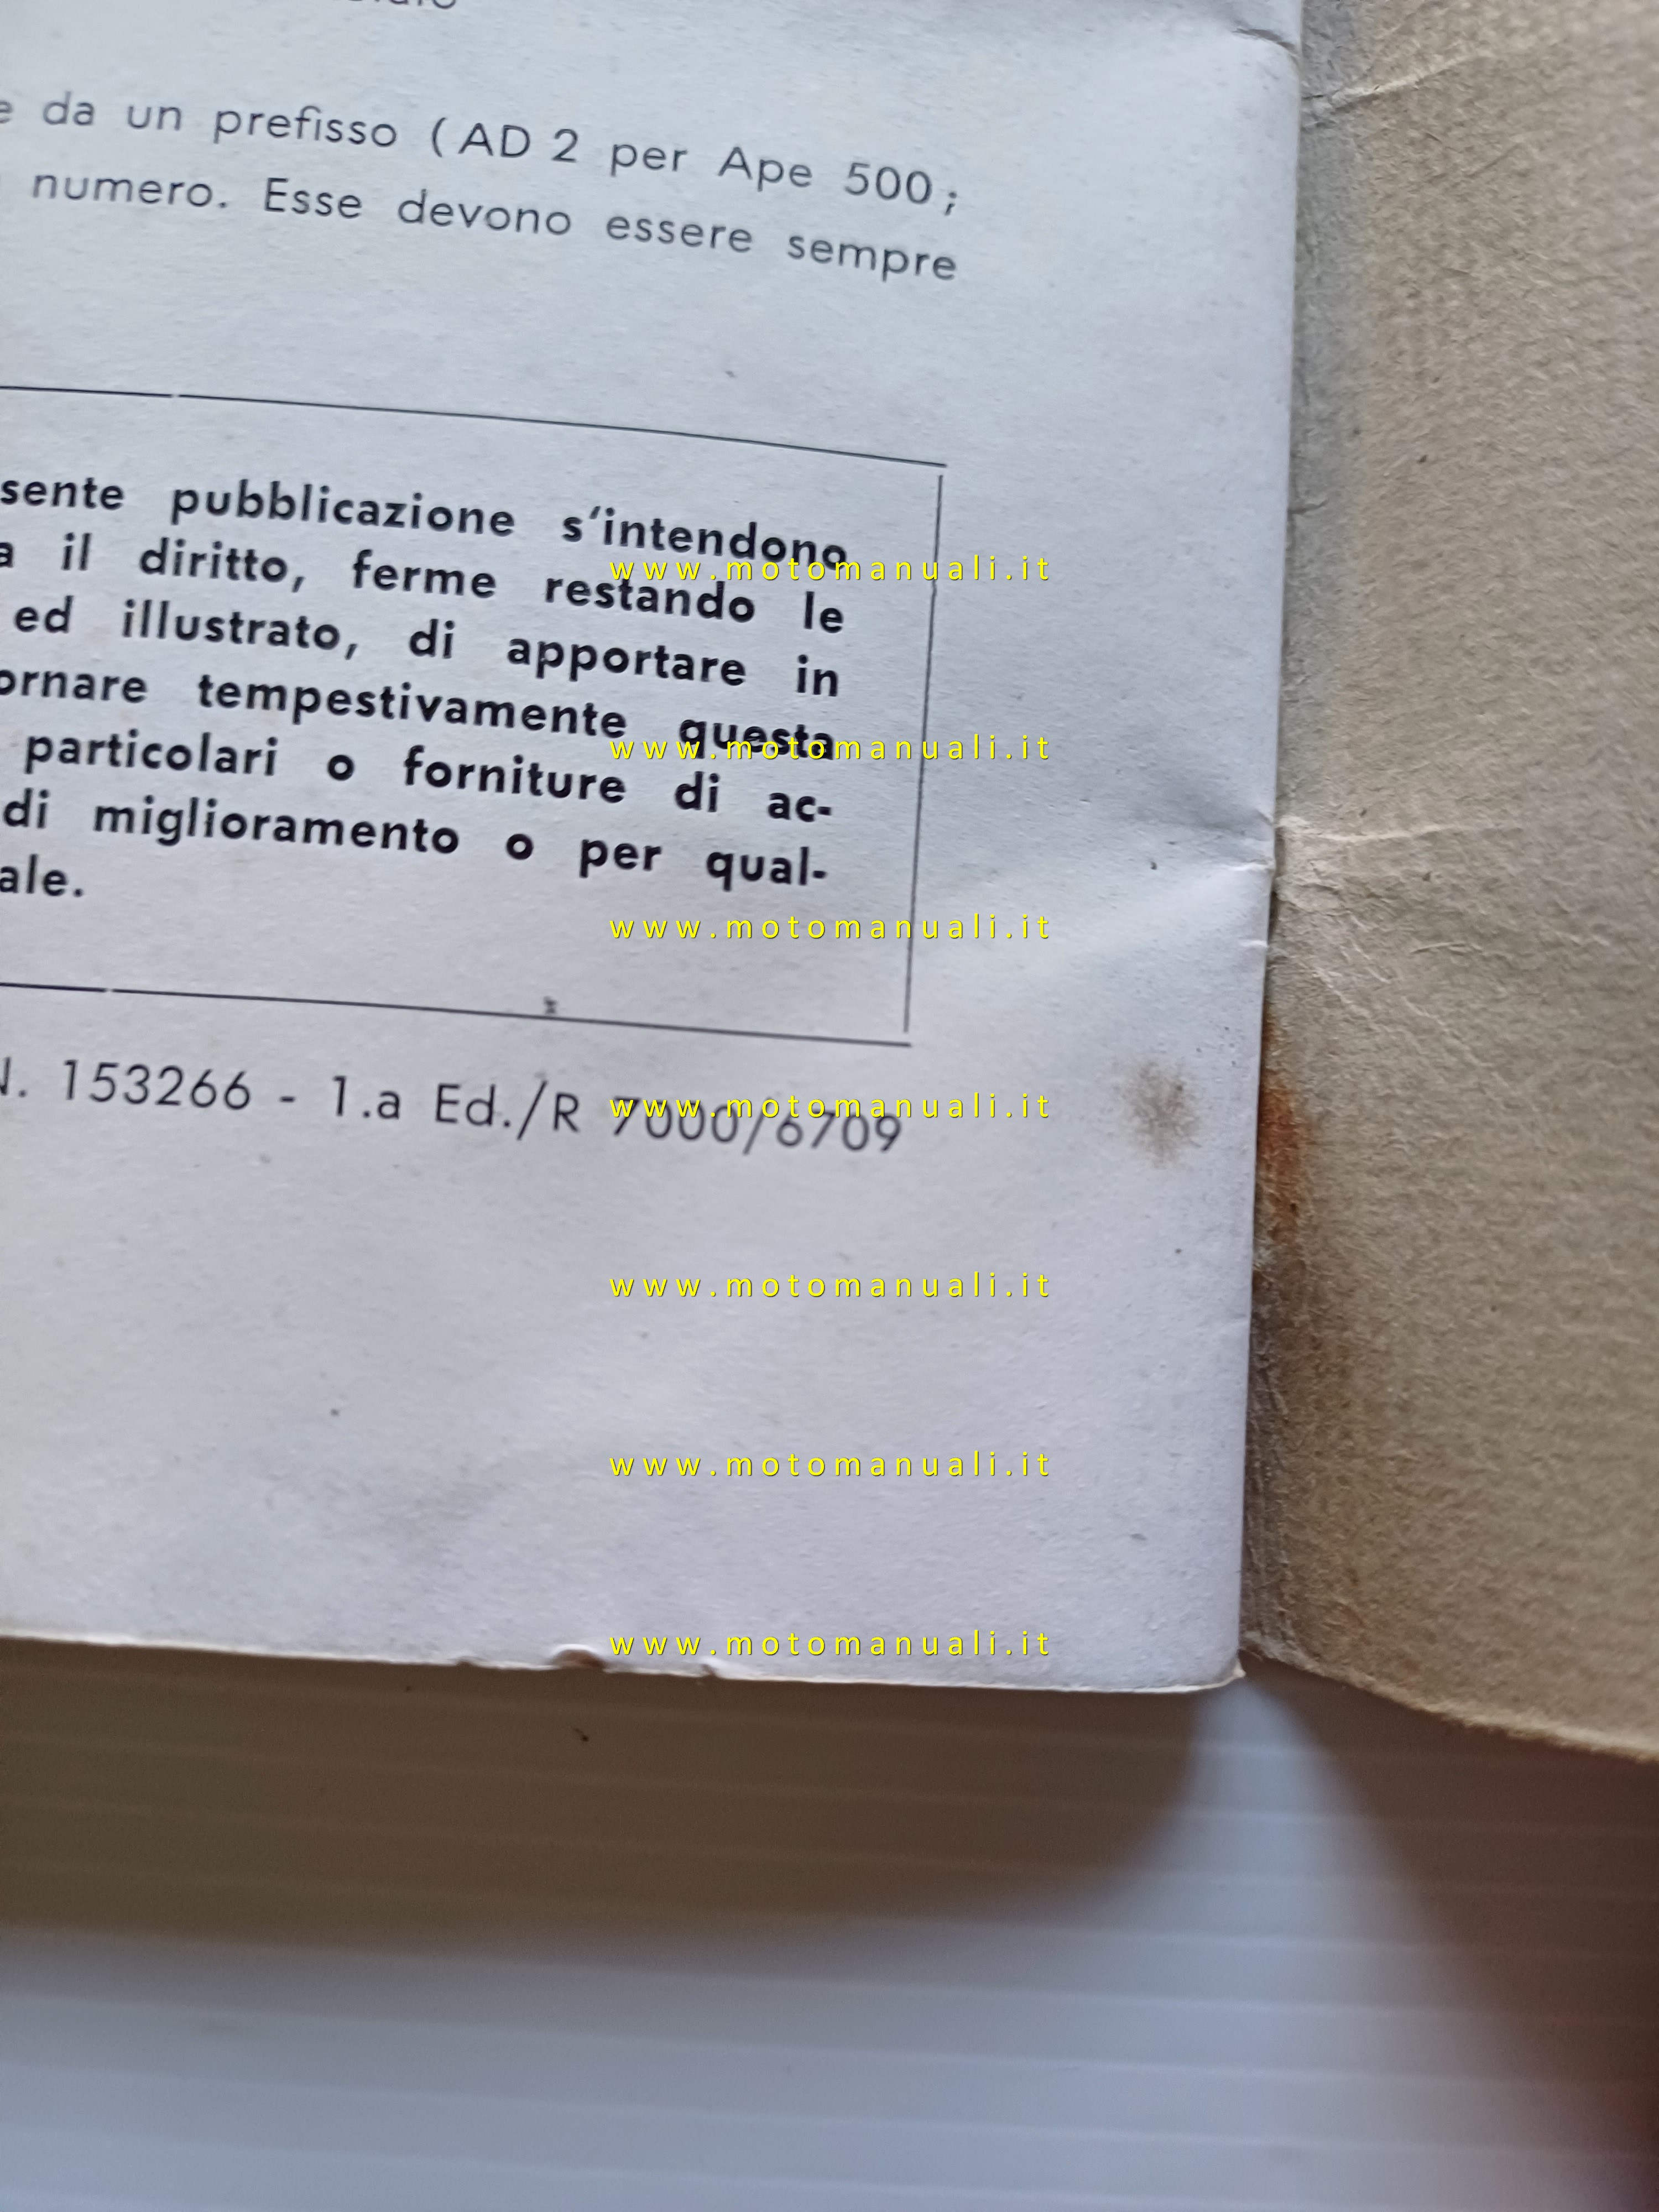 e da un prefisso (AD 2 per Ape 500;
numero. Esse devono essere sempre
sente pubblicazione s'intendono
a il diritto, ferme restando le
ed illustrato, di apportare in
ornare tempestivamente questa
particolari o forniture di ac-
di miglioramento o per qual-
ale.
N. 153266 - 1.a Ed./R 7000/6709
www.motomanuali.it
www.motomanuali.it
www.motomanuali.it
www.motomanuali.it
www.motomanuali.it
www.motomanuali.it
www.motomanuali.it